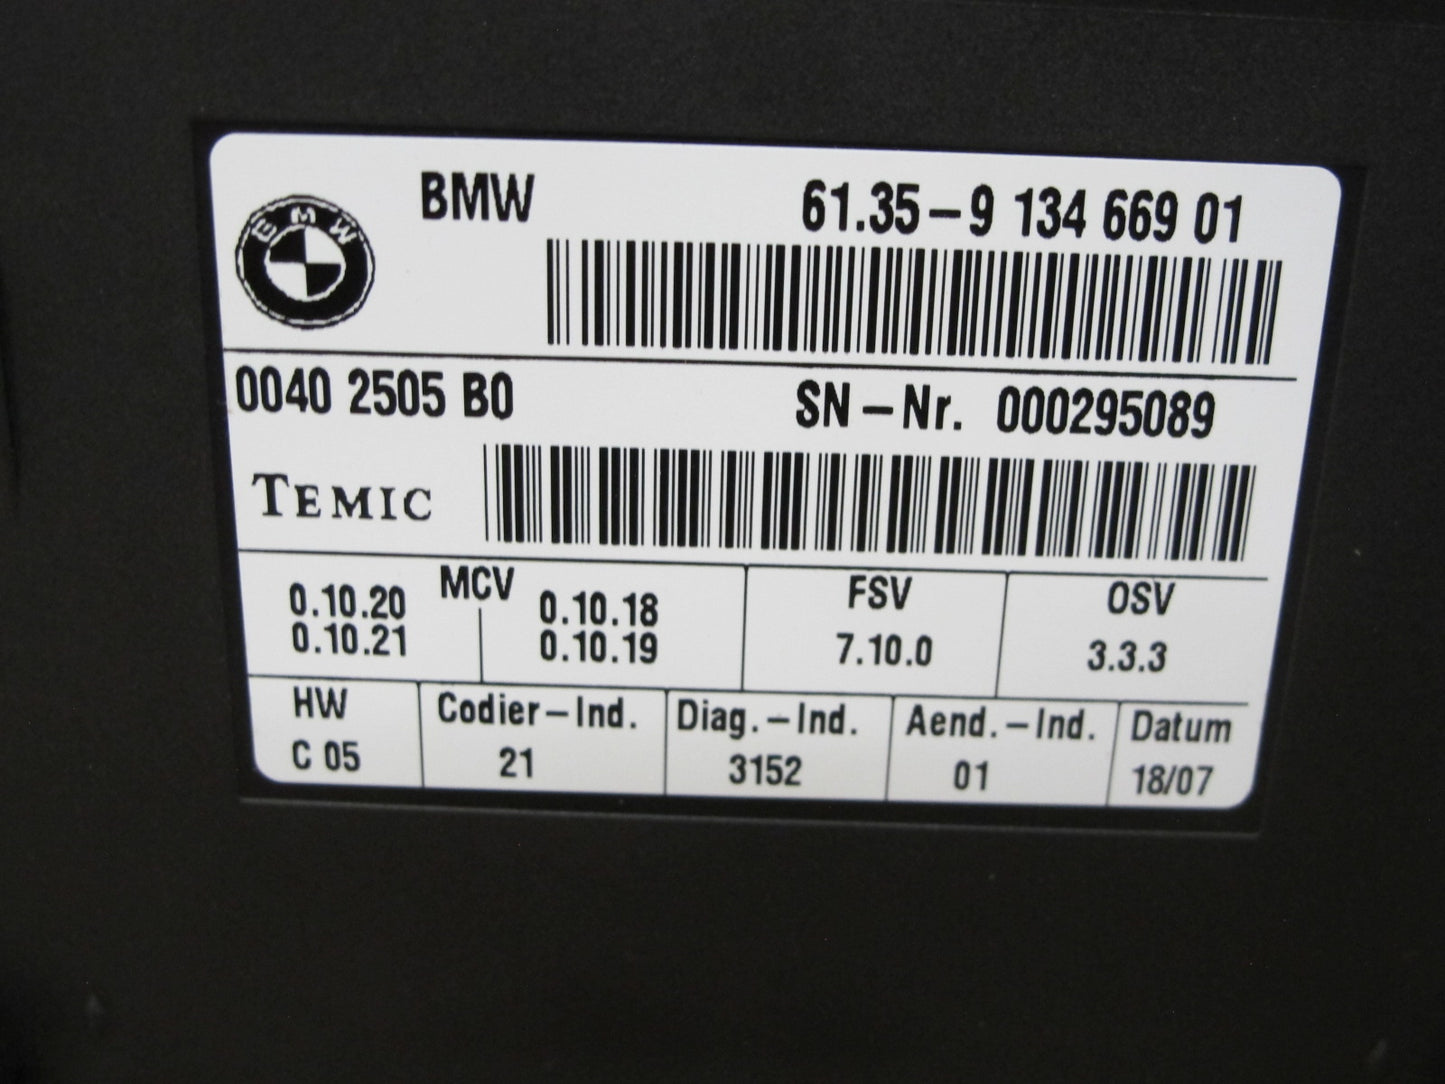 BMW
BMW 61.35-9 134 669 01
0040 2505 B0 SN-Nr. 000295089
TEMIC
MCV FSV OSV
0.10.20 0.10.18 7.10.0 3.3.3
0.10.21 0.10.19
HW Codier-Ind. Diag.-Ind. Aend.-Ind. Datum
C 05 21 3152 01 18/07